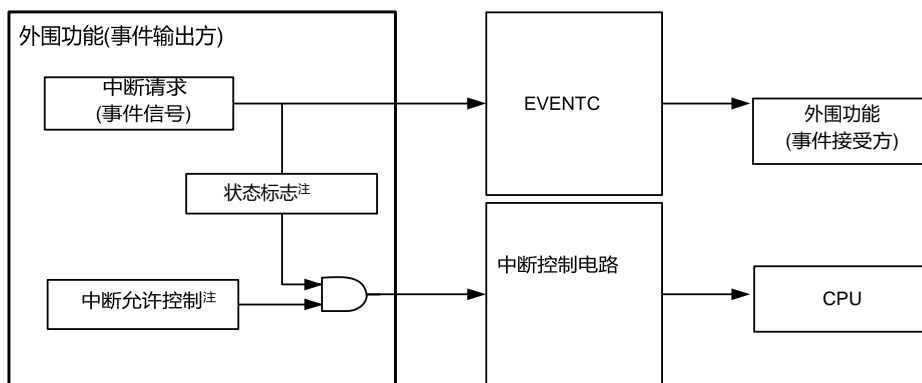 外围功能(事件输出方)
中断请求
(事件信号)
EVENTC
外围功能
(事件接受方)
状态标志注
中断控制电路
中断允许控制注
CPU